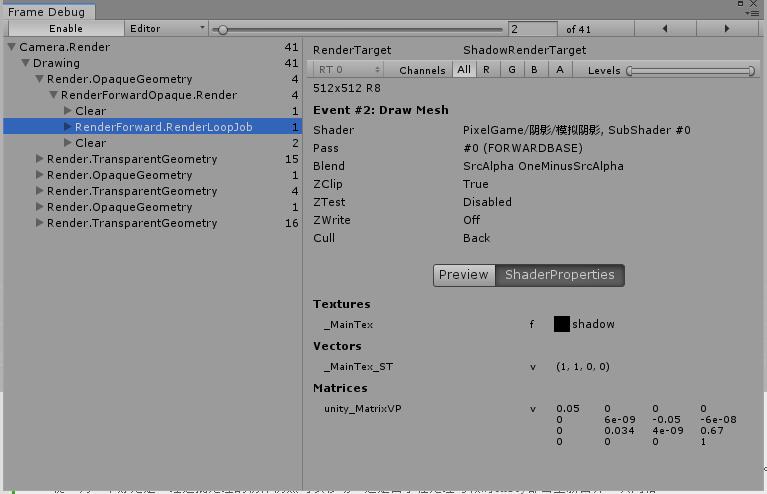 Frame Debug
Enable Editor 2 of 41
Camera.Render 41
Drawing 41
Render.OpaqueGeometry 4
RenderForwardOpaque.Render 4
Clear 1
RenderForward.RenderLoopJob 1
Clear 2
Render.TransparentGeometry 15
Render.OpaqueGeometry 1
Render.TransparentGeometry 4
Render.OpaqueGeometry 1
Render.TransparentGeometry 16
RenderTarget ShadowRenderTarget
RT 0 Channels All R G B A Levels
512x512 R8
Event #2: Draw Mesh
Shader PixelGame/阴影/模拟阴影, SubShader #0
Pass #0 (FORWARDBASE)
Blend SrcAlpha OneMinusSrcAlpha
ZClip True
ZTest Disabled
ZWrite Off
Cull Back
Preview ShaderProperties
Textures
_MainTex f shadow
Vectors
_MainTex_ST v (1, 1, 0, 0)
Matrices
unity_MatrixVP v 0.05 0 0 0
0 6e-09 -0.05 -6e-08
0 0.034 4e-09 0.67
0 0 0 1